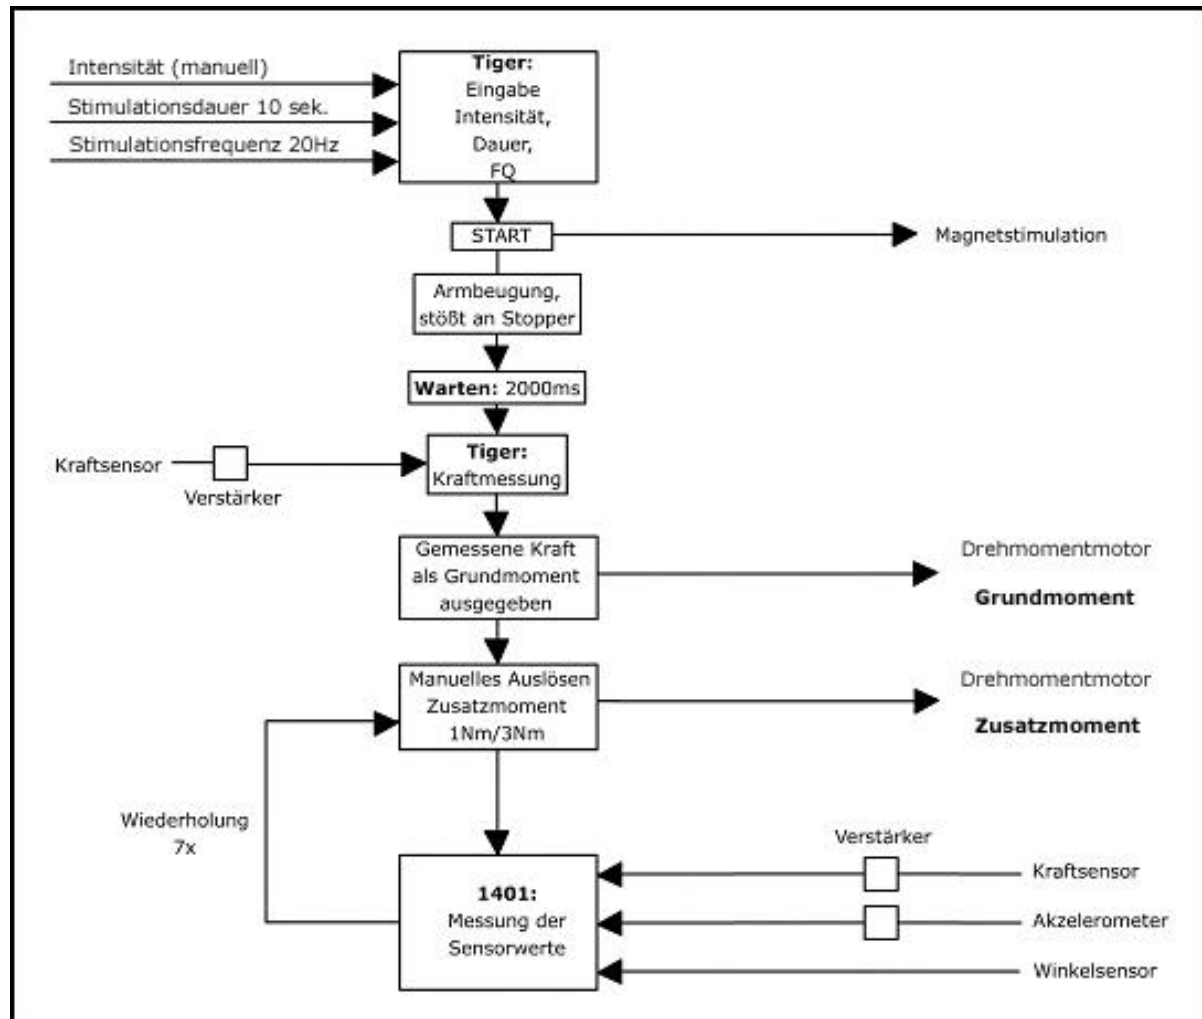 Intensität (manuell)
Stimulationsdauer 10 sek.
Stimulationsfrequenz 20Hz
Tiger:
Eingabe
Intensität,
Dauer,
FQ
START
Magnetstimulation
Armbeugung,
stößt an Stopper
Warten: 2000ms
Kraftsensor
Verstärker
Tiger:
Kraftmessung
Gemessene Kraft
als Grundmoment
ausgegeben
Drehmomentmotor
Grundmoment
Manuelles Auslösen
Zusatzmoment
1Nm/3Nm
Drehmomentmotor
Zusatzmoment
Wiederholung
7x
1401:
Messung der
Sensorwerte
Verstärker
Kraftsensor
Akzelerometer
Winkelsensor